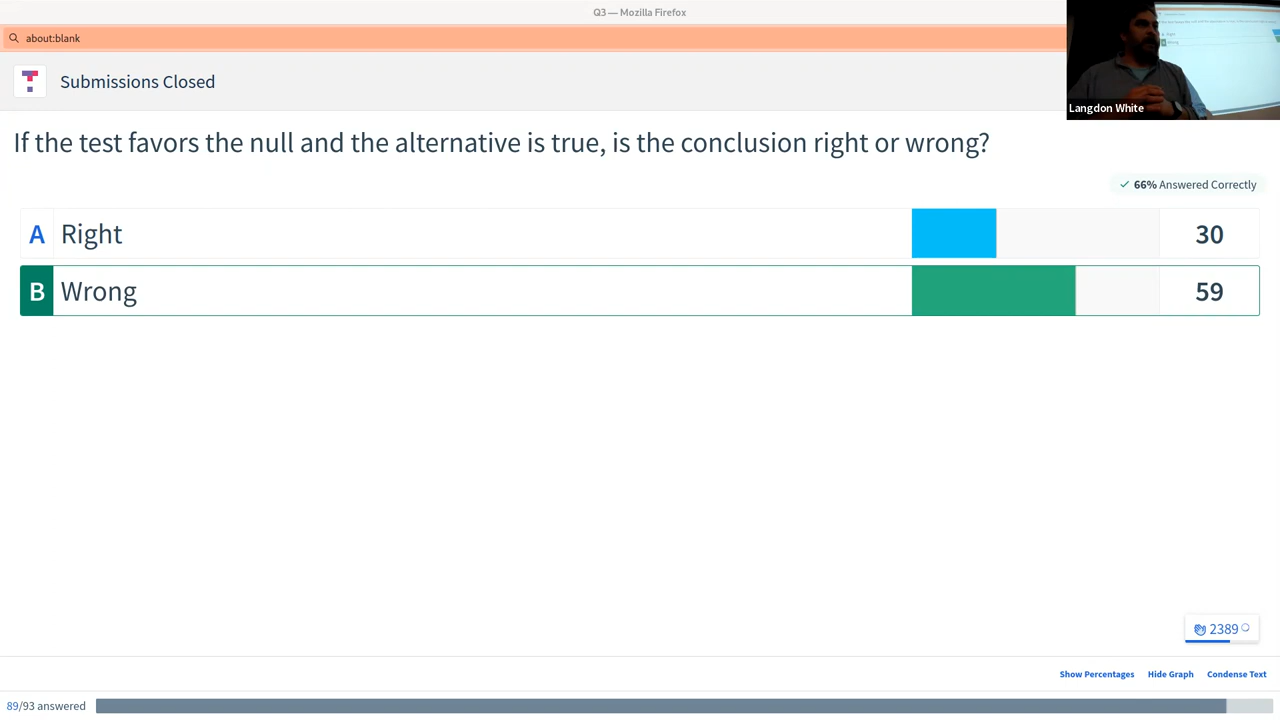 Q3 — Mozilla Firefox
about:blank
Submissions Closed
Langdon White
If the test favors the null and the alternative is true, is the conclusion right or wrong?
66% Answered Correctly
A Right 30
B Wrong 59
2389
Show Percentages Hide Graph Condense Text
89/93 answered